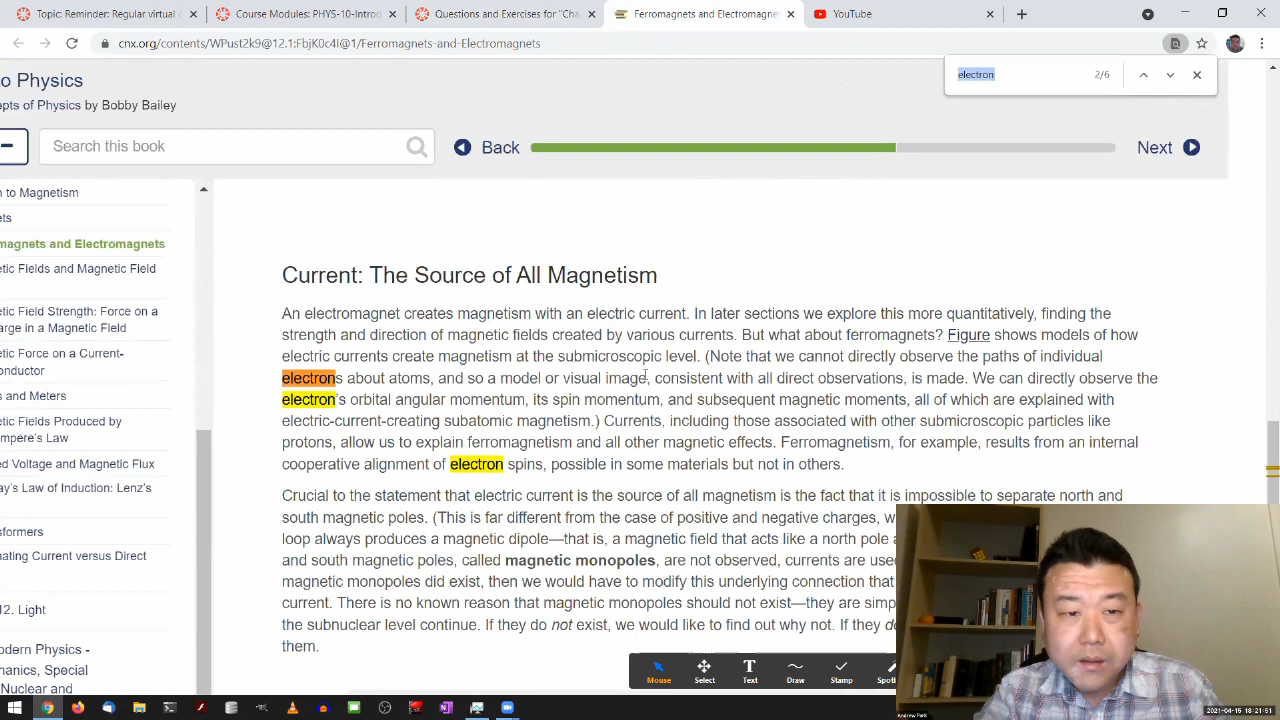 Topic: Reminder: Regular virtual c
Course Modules: PHYS-10-Introd
Questions and Exercises for "Cha
Ferromagnets and Electromagne
YouTube
cnx.org/contents/WPust2k9@12.1:FbjK0c4l@1/Ferromagnets-and-Electromagnets
electron 2/6
o Physics
epts of Physics by Bobby Bailey
Search this book
Back
Next
n to Magnetism
ets
magnets and Electromagnets
etic Fields and Magnetic Field
etic Field Strength: Force on a
arge in a Magnetic Field
etic Force on a Current-
onductor
s and Meters
etic Fields Produced by
mpere's Law
ed Voltage and Magnetic Flux
ay's Law of Induction: Lenz's
sformers
nating Current versus Direct
12. Light
odern Physics -
hanics, Special
Nuclear and
Current: The Source of All Magnetism
An electromagnet creates magnetism with an electric current. In later sections we explore this more quantitatively, finding the
strength and direction of magnetic fields created by various currents. But what about ferromagnets? Figure shows models of how
electric currents create magnetism at the submicroscopic level. (Note that we cannot directly observe the paths of individual
electrons about atoms, and so a model or visual image, consistent with all direct observations, is made. We can directly observe the
electron's orbital angular momentum, its spin momentum, and subsequent magnetic moments, all of which are explained with
electric-current-creating subatomic magnetism.) Currents, including those associated with other submicroscopic particles like
protons, allow us to explain ferromagnetism and all other magnetic effects. Ferromagnetism, for example, results from an internal
cooperative alignment of electron spins, possible in some materials but not in others.
Crucial to the statement that electric current is the source of all magnetism is the fact that it is impossible to separate north and
south magnetic poles. (This is far different from the case of positive and negative charges, w
loop always produces a magnetic dipole—that is, a magnetic field that acts like a north pole a
and south magnetic poles, called magnetic monopoles, are not observed, currents are use
magnetic monopoles did exist, then we would have to modify this underlying connection that
current. There is no known reason that magnetic monopoles should not exist—they are simp
the subnuclear level continue. If they do not exist, we would like to find out why not. If they do
them.
Mouse
Select
Text
Draw
Stamp
Spotl
Andrew Park
2021-04-15 18:21:51